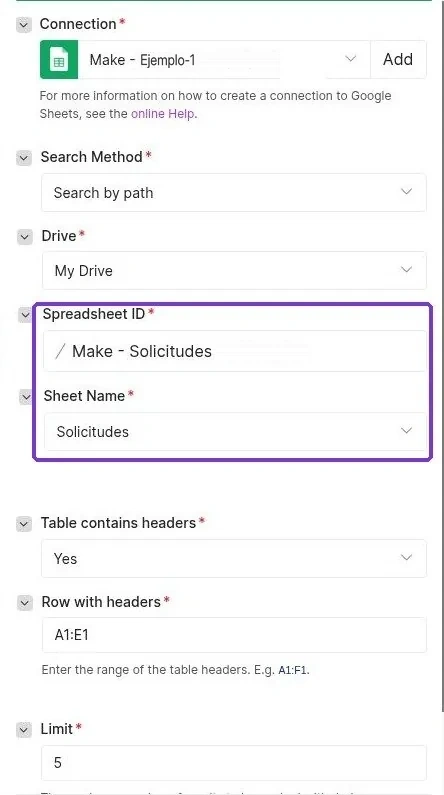 Connection*
Make - Ejemplo-1
Add
For more information on how to create a connection to Google
Sheets, see the online Help.
Search Method*
Search by path
Drive*
My Drive
Spreadsheet ID*
/ Make - Solicitudes
Sheet Name*
Solicitudes
Table contains headers*
Yes
Row with headers*
A1:E1
Enter the range of the table headers. E.g. A1:F1.
Limit*
5